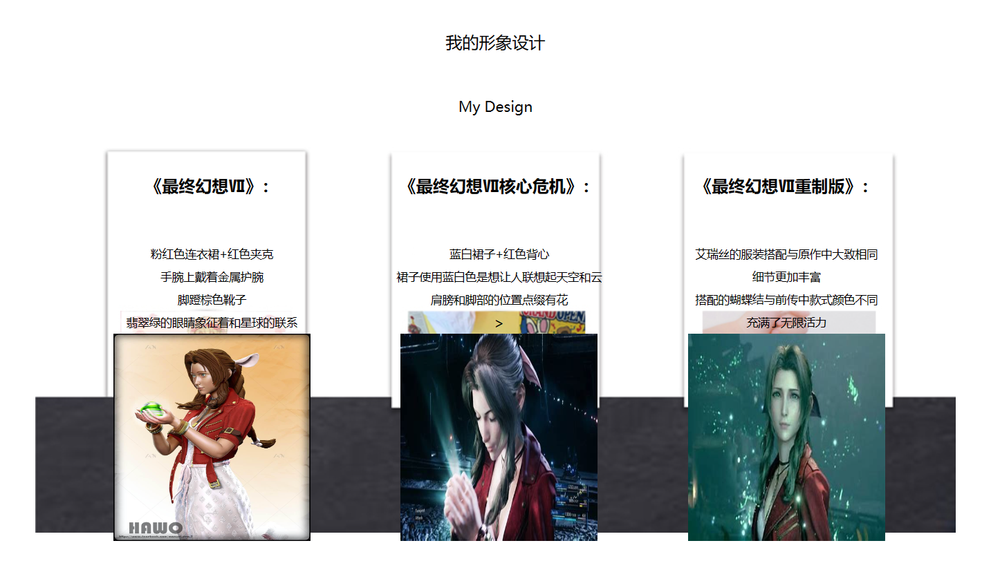 我的形象设计
My Design
《最终幻想Ⅶ》：
粉红色连衣裙+红色夹克
手腕上戴着金属护腕
脚蹬棕色靴子
翡翠绿的眼睛象征着和星球的联系
HAWO
《最终幻想Ⅶ核心危机》：
蓝白裙子+红色背心
裙子使用蓝白色是想让人联想起天空和云
肩膀和脚部的位置点缀有花
>
GRAND OPEN
《最终幻想Ⅶ重制版》：
艾瑞丝的服装搭配与原作中大致相同
细节更加丰富
搭配的蝴蝶结与前传中款式颜色不同
充满了无限活力